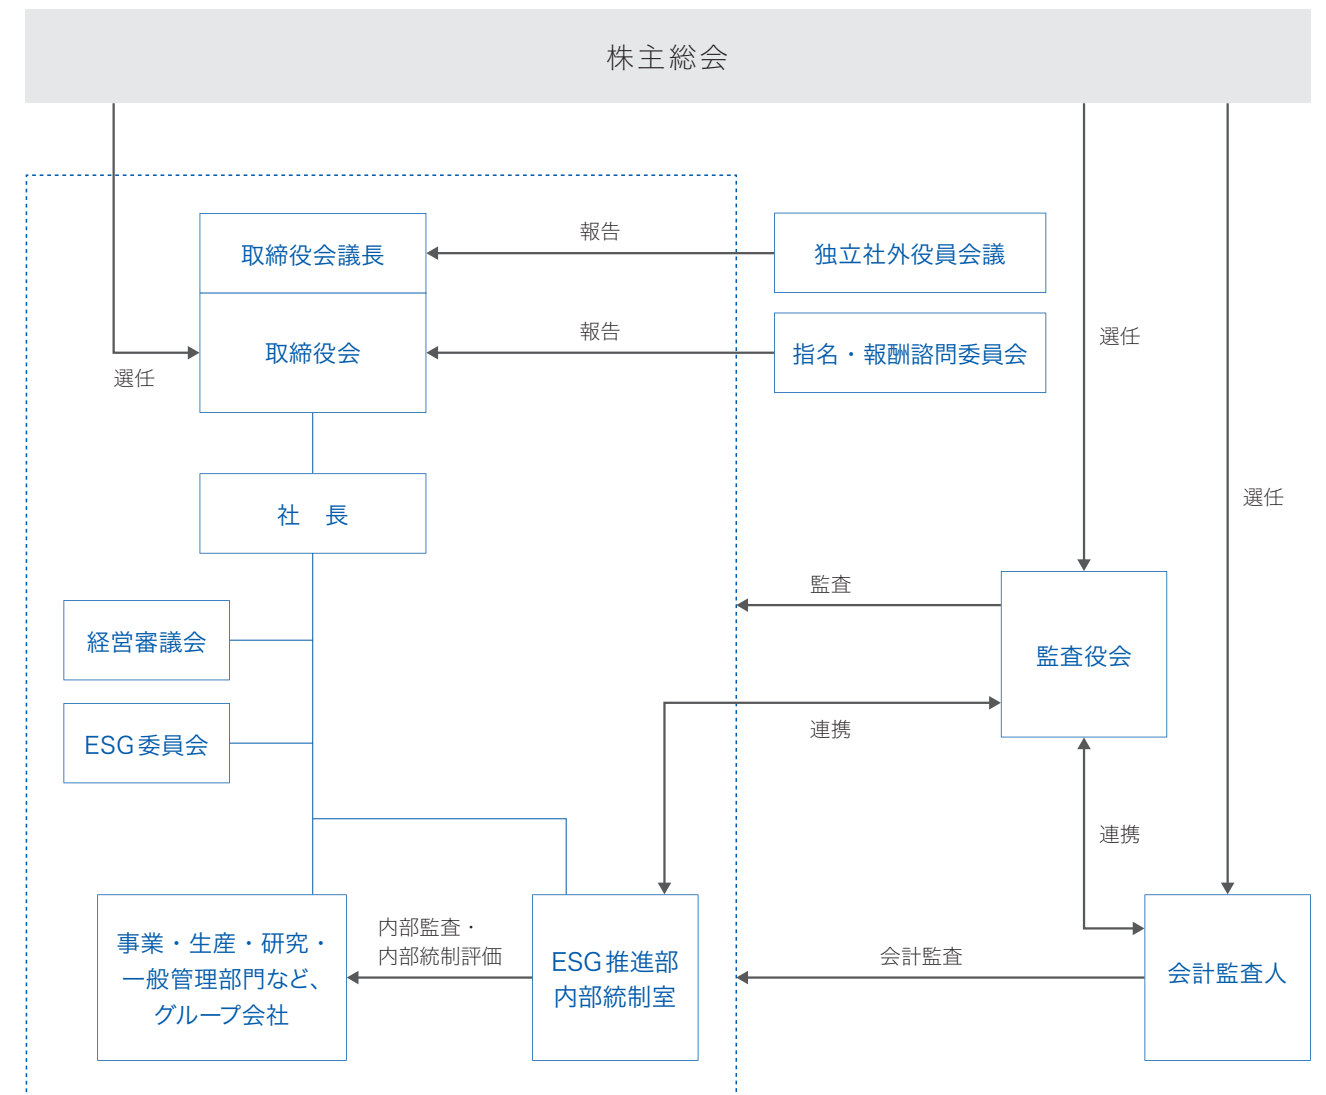 株主総会
取締役会議長
報告
独立社外役員会議
取締役会
報告
指名・報酬諮問委員会
選任
選任
選任
社　長
監査
経営審議会
監査役会
連携
ESG委員会
連携
事業・生産・研究・
一般管理部門など、
グループ会社
内部監査・
内部統制評価
ESG推進部
内部統制室
会計監査
会計監査人